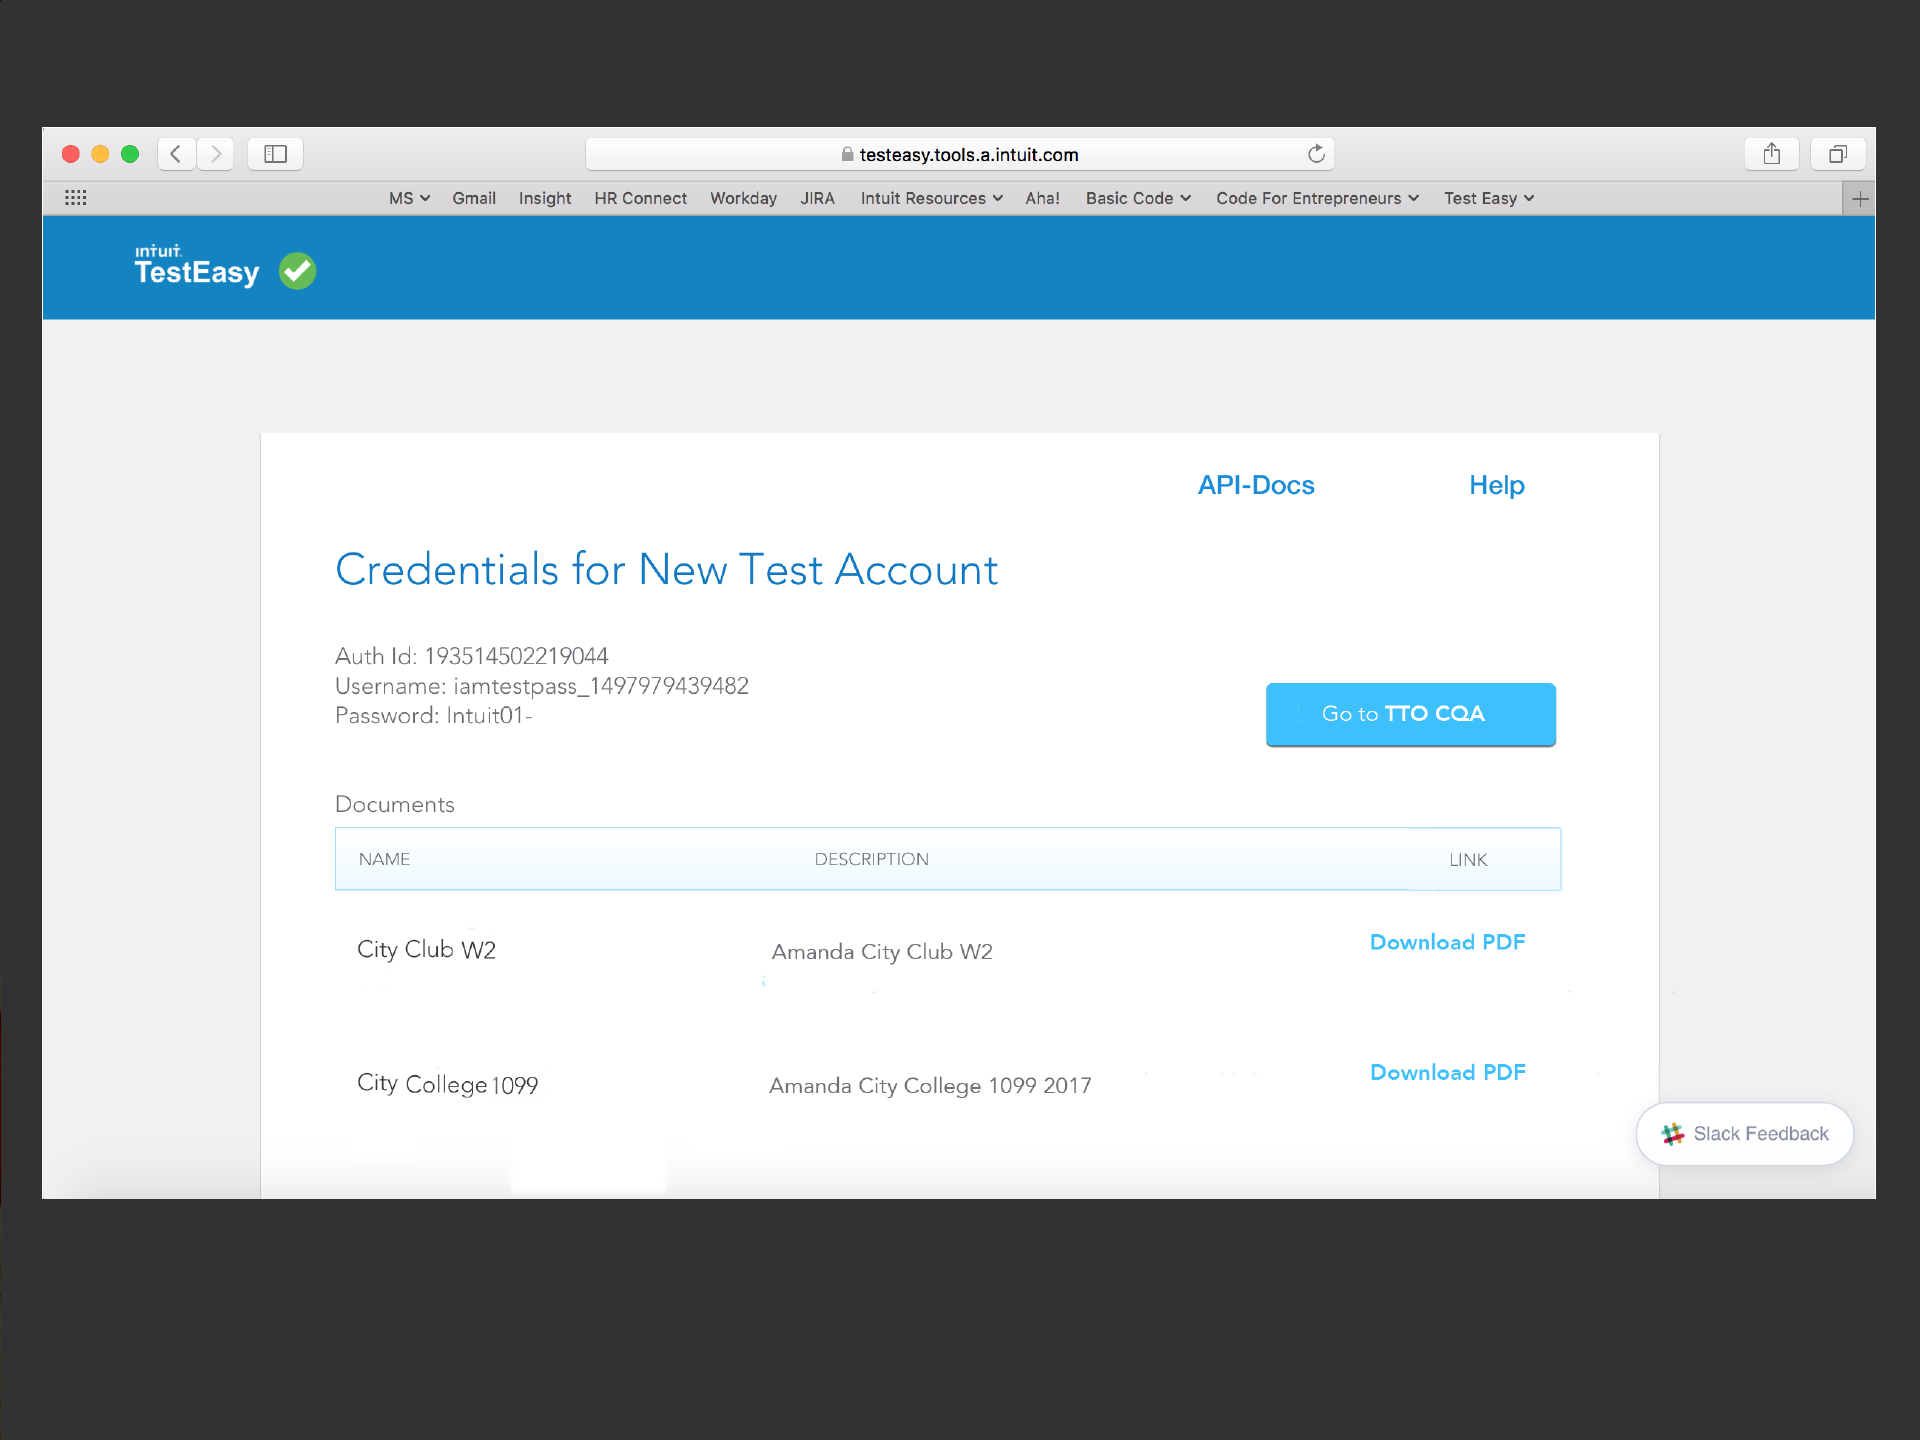 testeasy.tools.a.intuit.com
MS Gmail Insight HR Connect Workday JIRA Intuit Resources Aha! Basic Code Code For Entrepreneurs Test Easy
intuit.
TestEasy
API-Docs Help
Credentials for New Test Account
Auth Id: 193514502219044
Username: iamtestpass_1497979439482
Password: Intuit01-
Go to TTO CQA
Documents
NAME DESCRIPTION LINK
City Club W2 Amanda City Club W2 Download PDF
City College 1099 Amanda City College 1099 2017 Download PDF
Slack Feedback